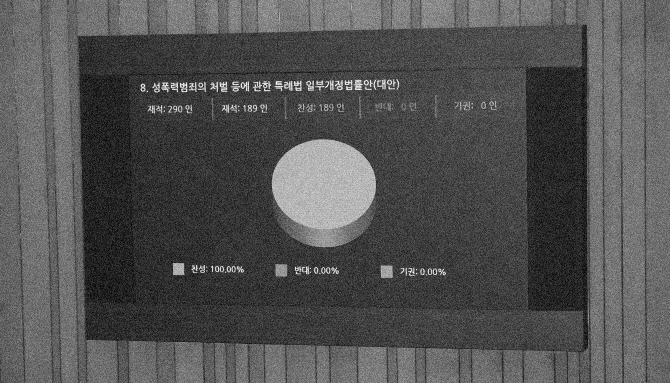 8. 성폭력범죄의 처벌 등에 관한 특례법 일부개정법률안(대안)
재적: 290 인 재석: 189 인 찬성: 189 인 반대: 0 인 기권: 0 인
찬성: 100.00% 반대: 0.00% 기권: 0.00%